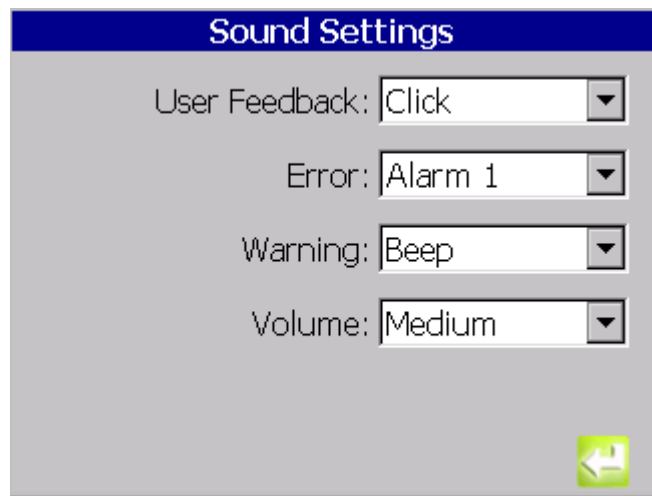 Sound Settings
User Feedback: Click
Error: Alarm 1
Warning: Beep
Volume: Medium